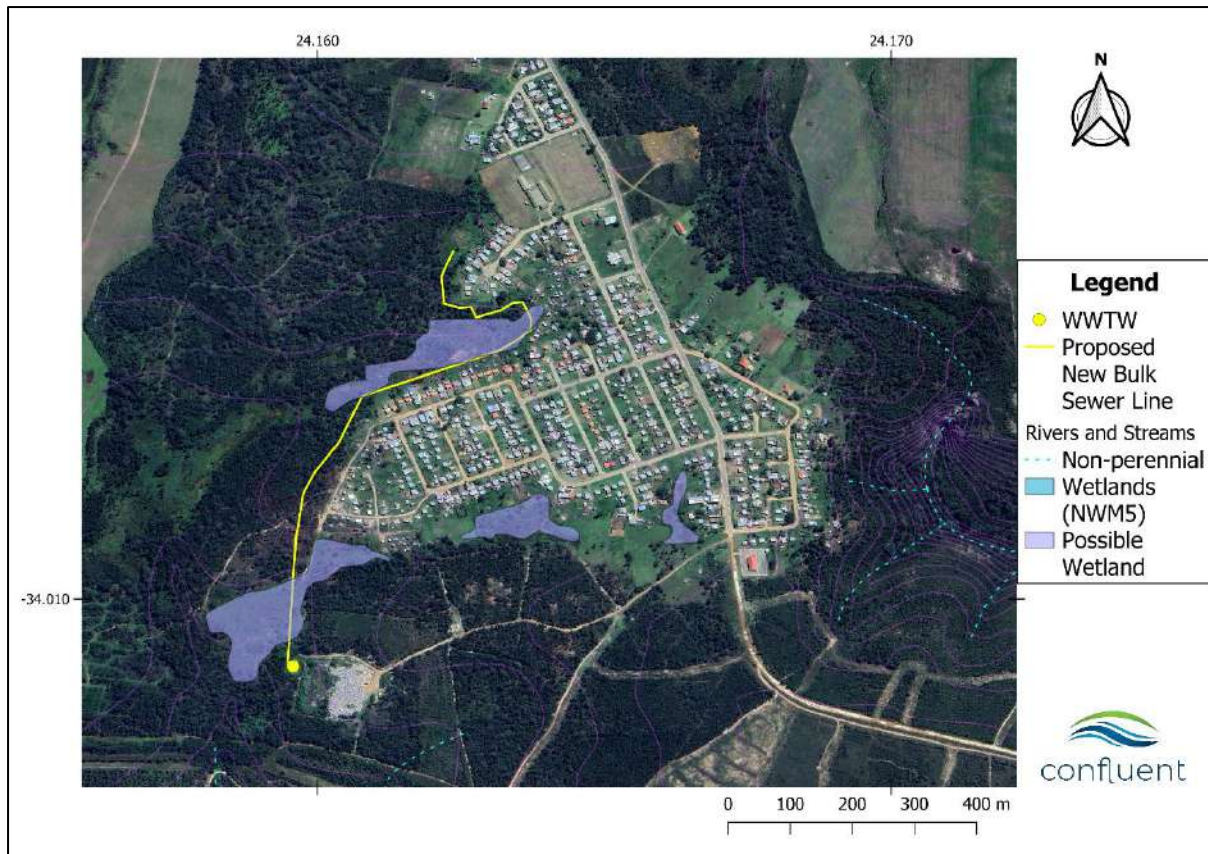 24.160
24.170
N
-34.010
Legend
WWTW
Proposed
New Bulk
Sewer Line
Rivers and Streams
Non-perennial
Wetlands
(NWM5)
Possible
Wetland
confluent
0 100 200 300 400 m